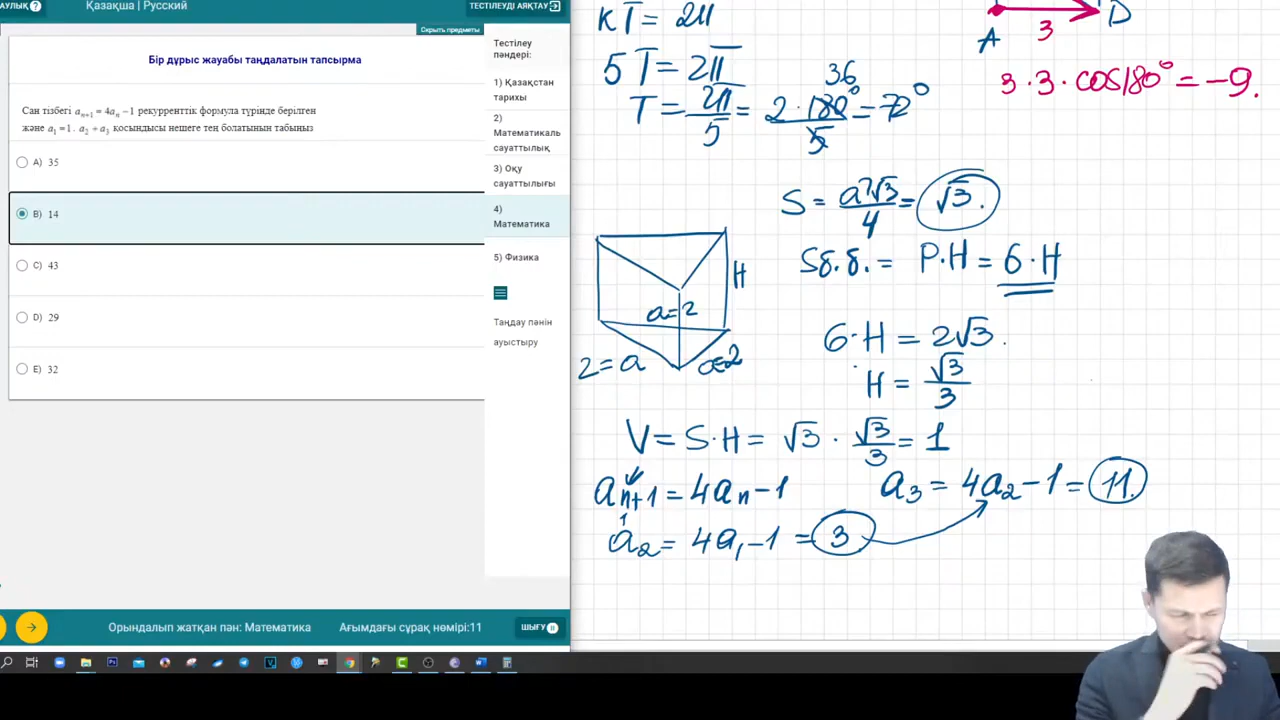 АУЛЫҚ ?
Қазақша | Русский
ТЕСТІЛЕУДІ АЯҚТАУ
Скрыть предметы
Бір дұрыс жауабы таңдалатын тапсырма
Сан тізбегі aₙ₊₁ = 4aₙ −1 рекурренттік формула түрінде берілген
және a₁ =1 . a₂ + a₃ қосындысы нешеге тең болатынын табыңыз
A) 35
B) 14
C) 43
D) 29
E) 32
Тестілеу
пәндері:
1) Қазақстан
тарихы
2)
Математикалық
сауаттылық
3) Оқу
сауаттылығы
4)
Математика
5) Физика
Таңдау пәнін
ауыстыру
Орындалып жатқан пән: Математика
Ағымдағы сұрақ нөмірі:11
ШЫҒУ
KT = 2π
5T = 2π
T = 2π/5 = 2·180°/5 = 72°
36
A
3
D
3·3·cos180° = −9.
S = a²√3/4 = √3.
Sб.б. = P·H = 6·H
H
a=2
2=a
a=2
6·H = 2√3.
H = √3/3
V = S·H = √3 · √3/3 = 1
aₙ₊₁ = 4aₙ−1
1
a₂ = 4a₁−1 = 3
a₃ = 4a₂−1 = 11.